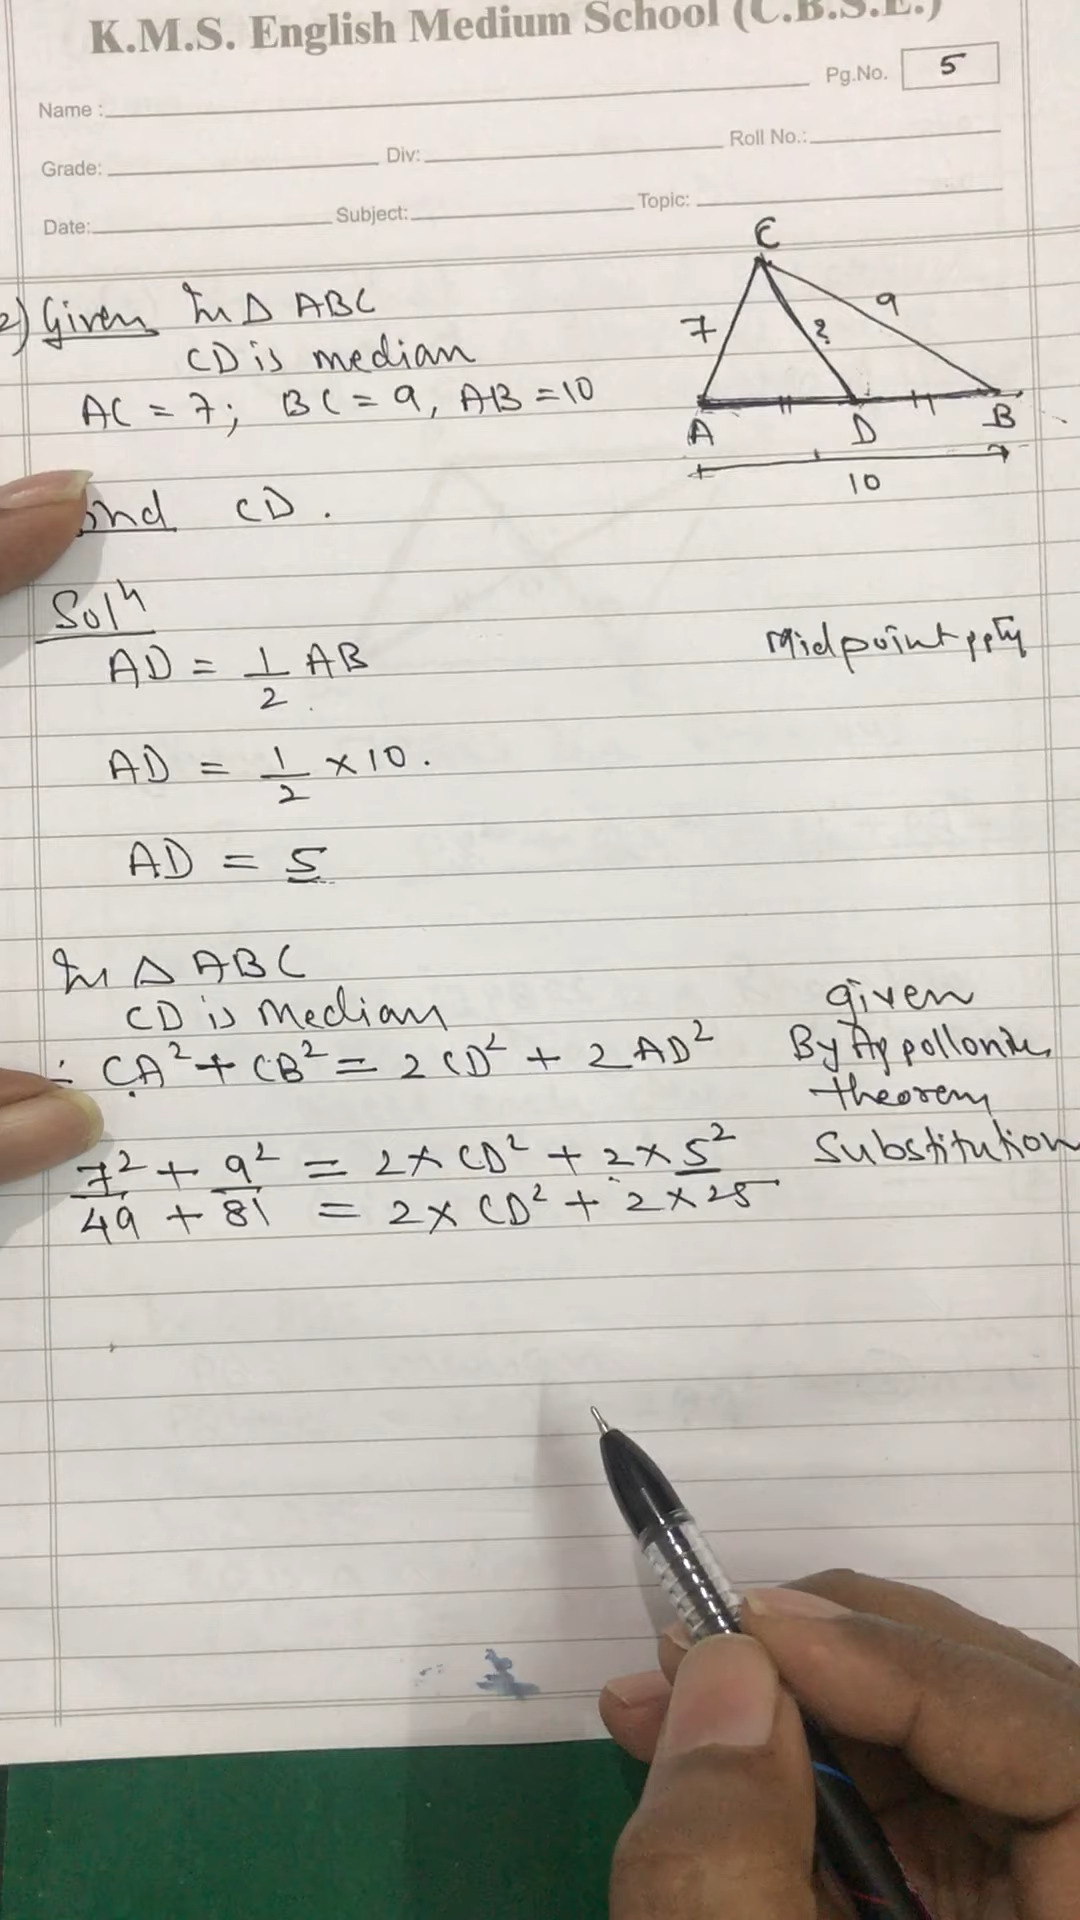 K.M.S. English Medium School (C.B.S.E.)
Pg.No. 5
Name :
Grade: Div: Roll No.:
Date: Subject: Topic:
2) Given In Δ ABC
CD is median
AC = 7; BC = 9, AB = 10
C
7 ? 9
A D B
10
ind CD.
Solⁿ
AD = 1/2 AB Midpoint ppty
AD = 1/2 × 10.
AD = 5
In Δ ABC
CD is Median given
∴ CA² + CB² = 2 CD² + 2 AD² By
theorem
7² + 9² = 2 × CD² + 2 × 5² Substitution
49 + 81 = 2 × CD² + 2 × 25